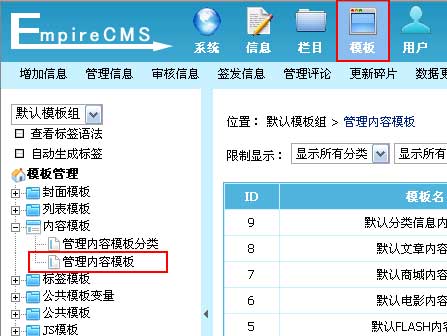 EmpireCMS
系统 信息 栏目 模板 用户
增加信息 管理信息 审核信息 签发信息 管理评论 更新碎片 数据更
默认模板组
查看标签语法
自动生成标签
模板管理
封面模板
列表模板
内容模板
管理内容模板分类
管理内容模板
标签模板
公共模板变量
公共模板
JS模板
位置： 默认模板组 > 管理内容模板
限制显示： 显示所有分类 显示所有
ID 模板名
9 默认分类信息内
8 默认文章内容
7 默认商城内容
6 默认电影内容
5 默认FLASH内容